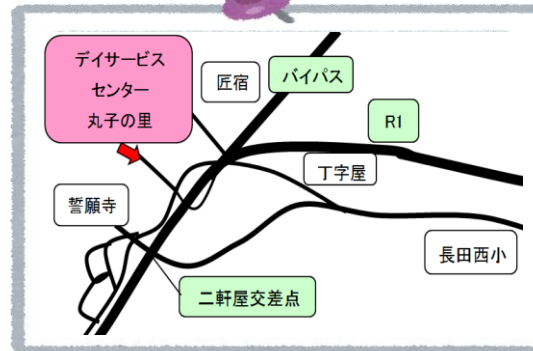 デイサービス
センター
丸子の里
匠宿
バイパス
R1
丁字屋
誓願寺
長田西小
二軒屋交差点